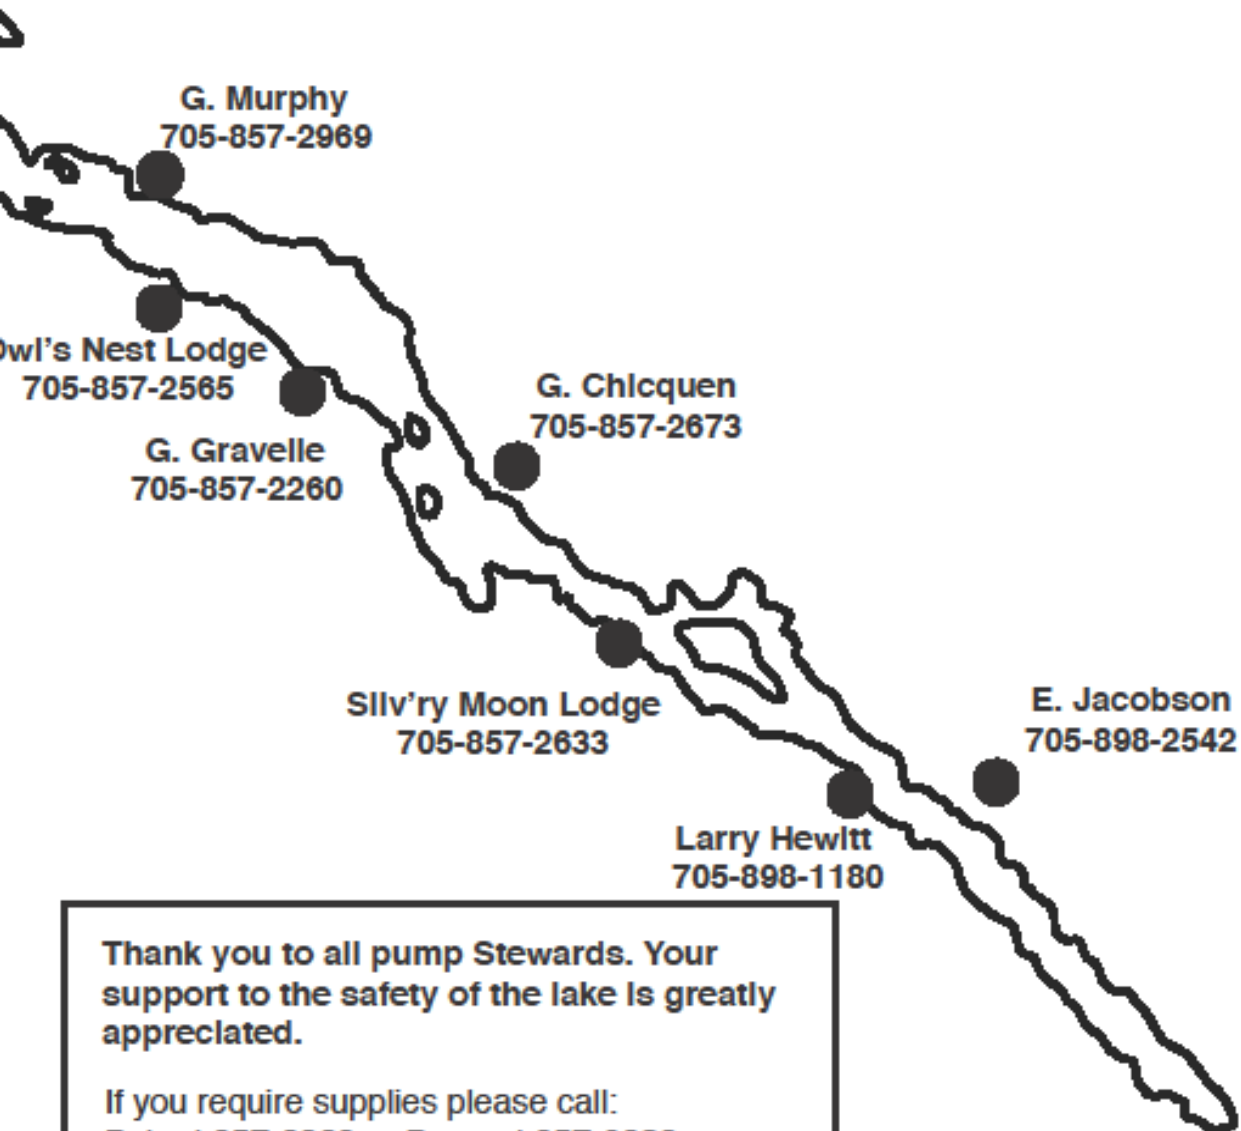 G. Murphy
705-857-2969
Owl's Nest Lodge
705-857-2565
G. Chicquen
705-857-2673
G. Gravelle
705-857-2260
Silv'ry Moon Lodge
705-857-2633
E. Jacobson
705-898-2542
Larry Hewitt
705-898-1180
Thank you to all pump Stewards. Your
support to the safety of the lake is greatly
appreciated.
If you require supplies please call: